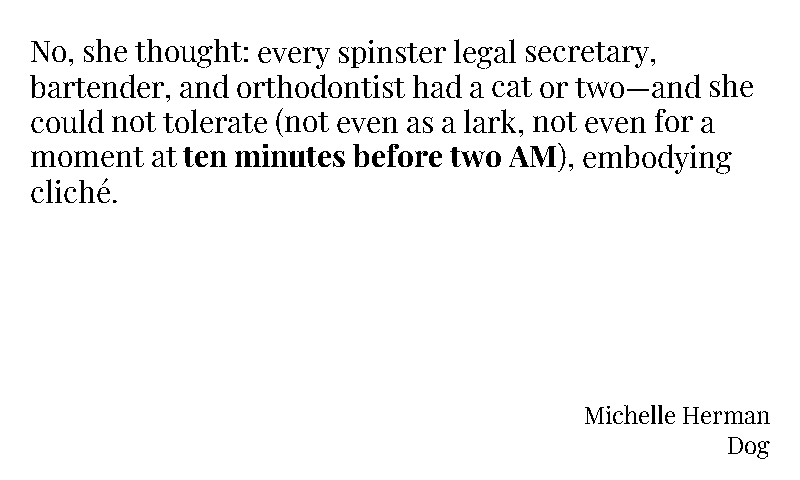 No, she thought: every spinster legal secretary,
bartender, and orthodontist had a cat or two—and she
could not tolerate (not even as a lark, not even for a
moment at ten minutes before two AM), embodying
cliché.
Michelle Herman
Dog